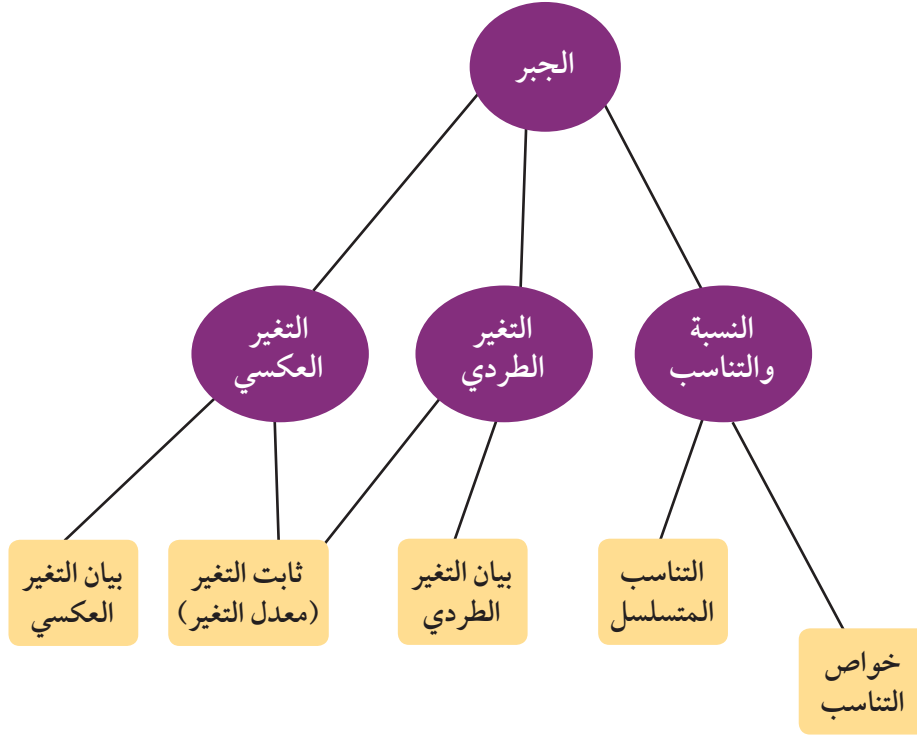 الجبر
النسبة
والتناسب
التغير
الطردي
التغير
العكسي
التناسب
المتسلسل
بيان التغير
الطردي
ثابت التغير
(معدل التغير)
بيان التغير
العكسي
خواص
التناسب